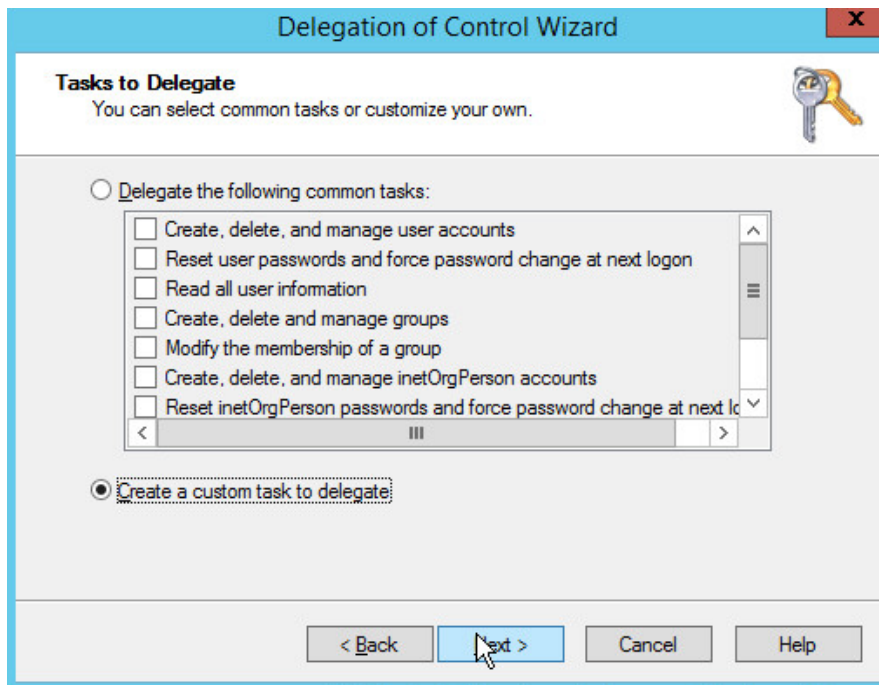 Delegation of Control Wizard
x
Tasks to Delegate
You can select common tasks or customize your own.
Delegate the following common tasks:
Create, delete, and manage user accounts
Reset user passwords and force password change at next logon
Read all user information
Create, delete and manage groups
Modify the membership of a group
Create, delete, and manage inetOrgPerson accounts
Reset inetOrgPerson passwords and force password change at next
Create a custom task to delegate
< Back
Next >
Cancel
Help